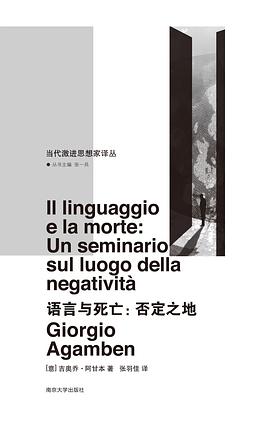 当代激进思想家译丛
● 丛书主编 张一兵
Il linguaggio
e la morte:
Un seminario
sul luogo della
negatività
语言与死亡：否定之地
Giorgio
Agamben
[意] 吉奥乔·阿甘本 著 张羽佳 译
南京大学出版社